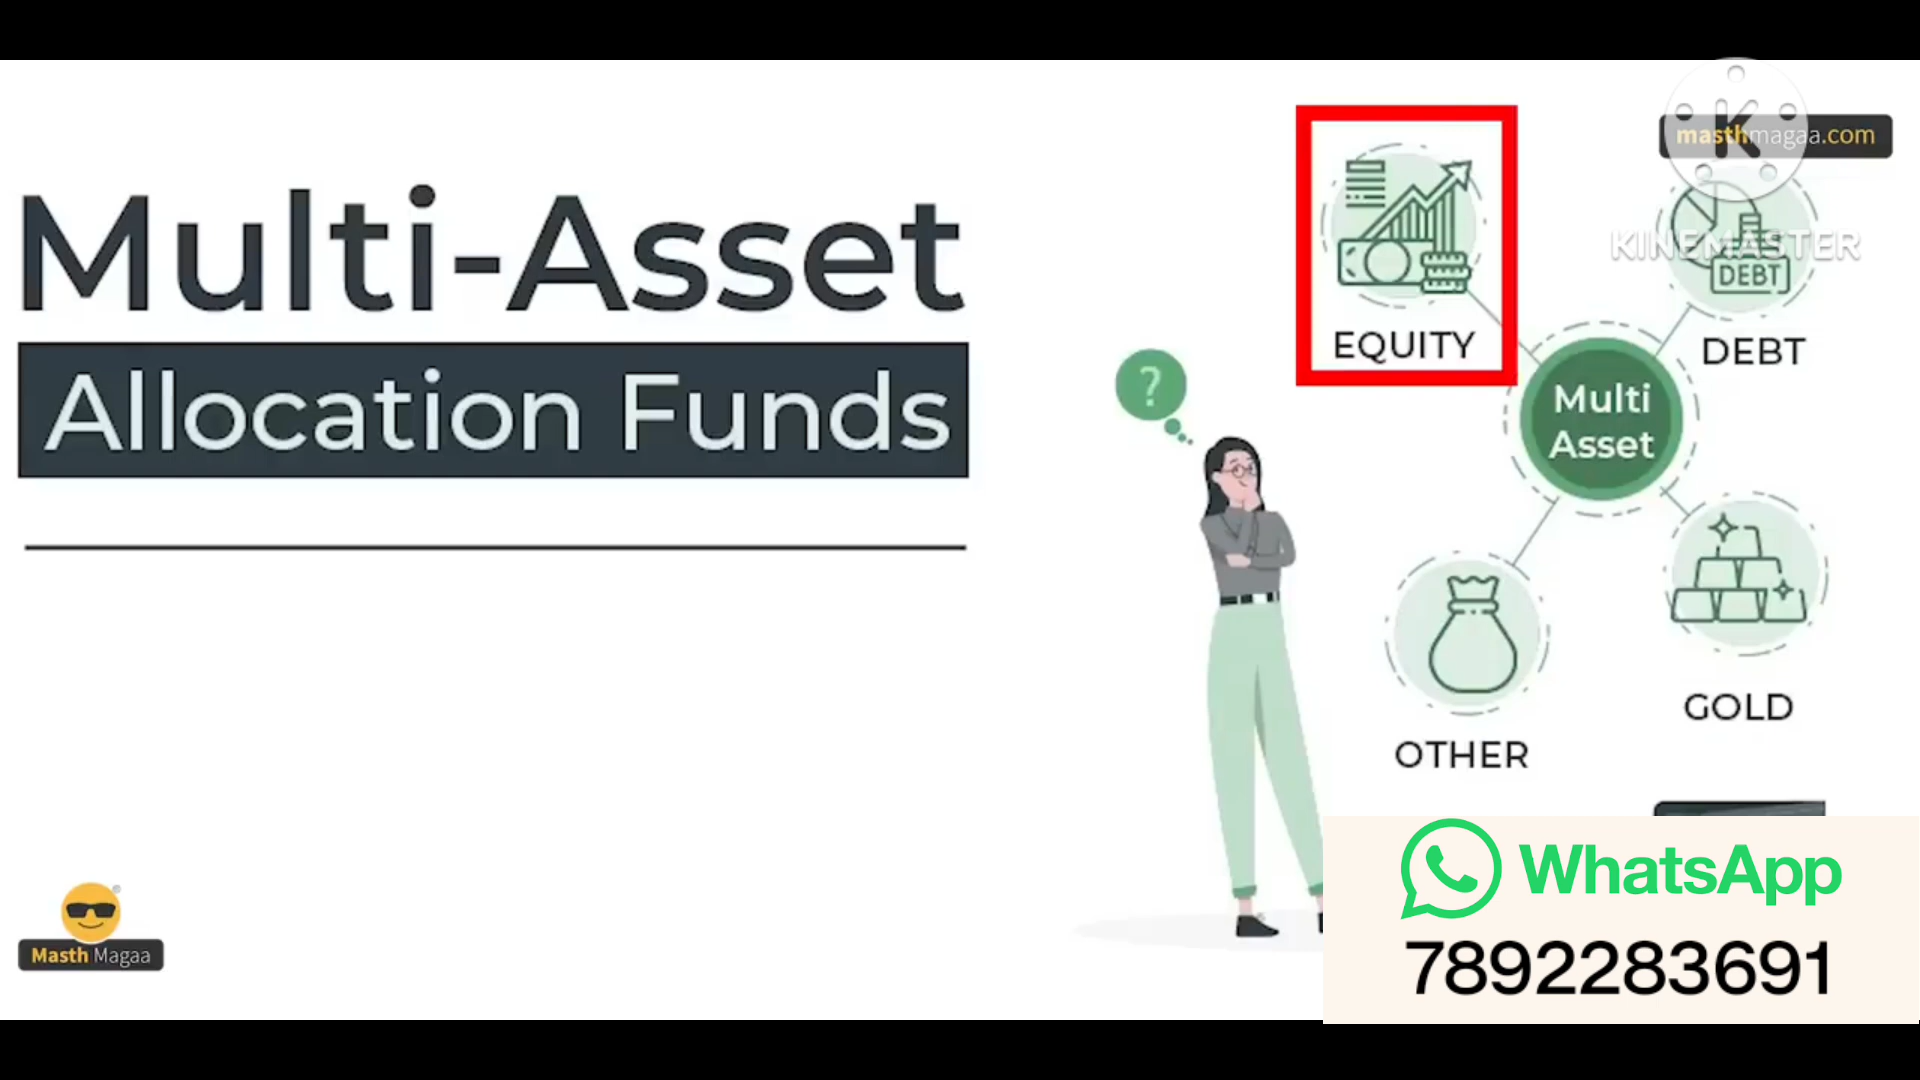 masthmagaa.com
KINEMASTER
Multi-Asset
Allocation Funds
EQUITY
DEBT
DEBT
?
Multi
Asset
GOLD
OTHER
WhatsApp
7892283691
Masth Magaa